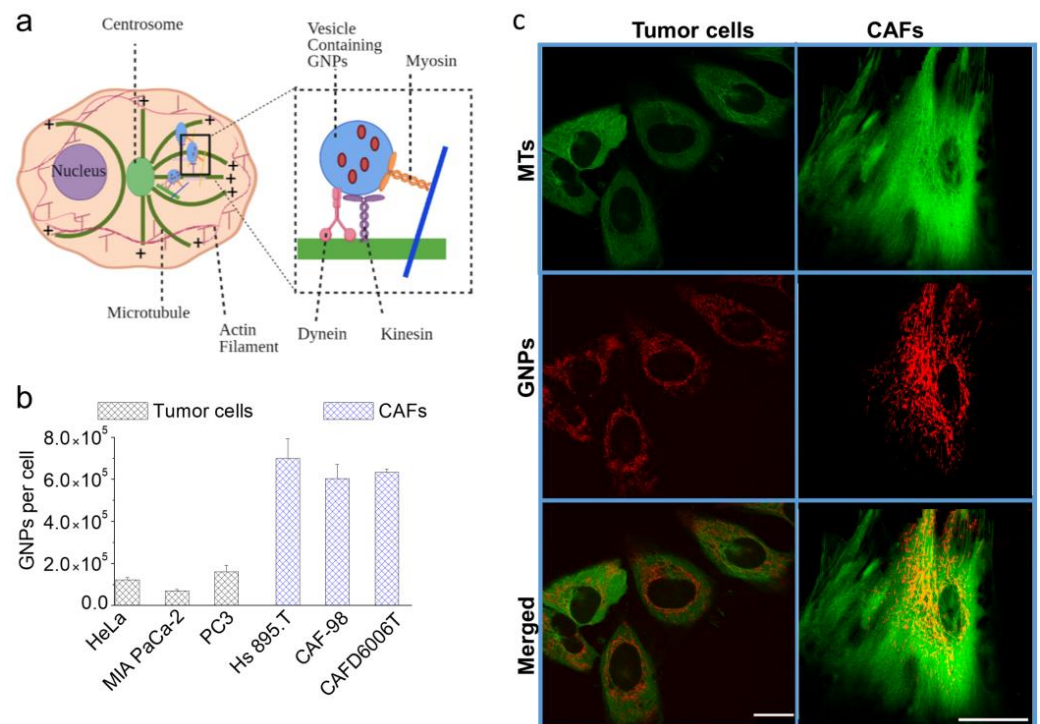 a
Centrosome
Vesicle
Containing
GNPs
Myosin
Nucleus
+
+
+
+
+
+
+
+
+
Microtubule
Actin
Filament
Dynein
Kinesin
b
Tumor cells
CAFs
GNPs per cell
8.0×10⁵
6.0×10⁵
4.0×10⁵
2.0×10⁵
0.0
HeLa
MIA PaCa-2
PC3
Hs 895.T
CAF-98
CAFD6006T
c
Tumor cells
CAFs
MTs
GNPs
Merged